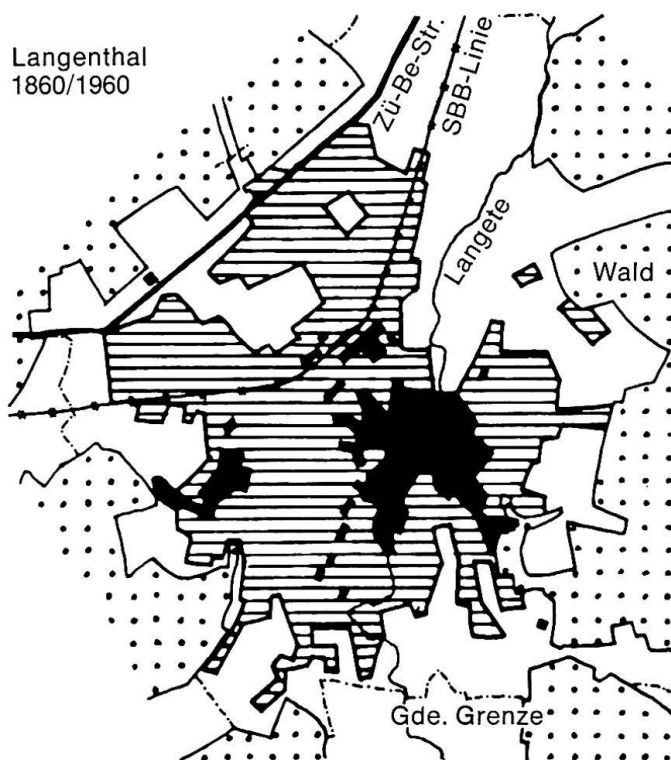 Langenthal
1860/1960
Zü-Be-Str.
SBB-Linie
Langete
Wald
Gde. Grenze